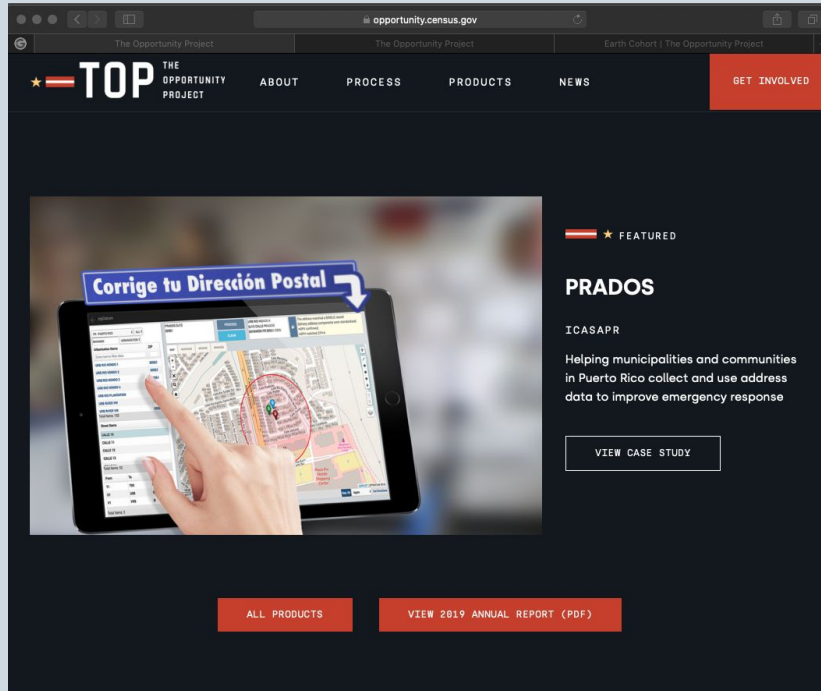 opportunity.census.gov
The Opportunity Project
The Opportunity Project
Earth Cohort | The Opportunity Project
TOP
THE
OPPORTUNITY
PROJECT
ABOUT
PROCESS
PRODUCTS
NEWS
GET INVOLVED
Corrige tu Dirección Postal
FEATURED
PRADOS
ICASAPR
Helping municipalities and communities
in Puerto Rico collect and use address
data to improve emergency response
VIEW CASE STUDY
ALL PRODUCTS
VIEW 2019 ANNUAL REPORT (PDF)